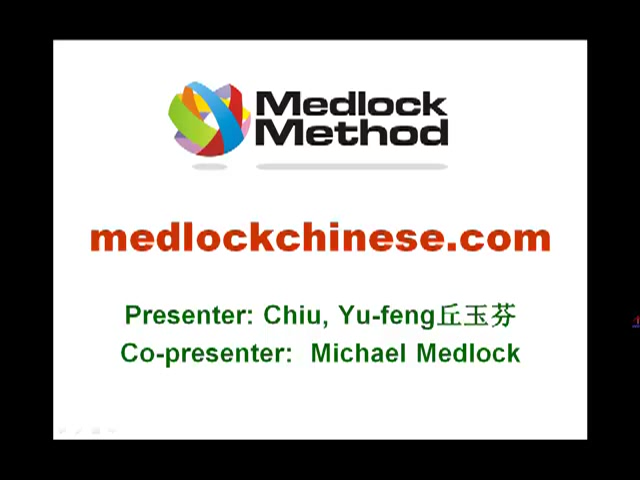 Medlock
Method
medlockchinese.com
Presenter: Chiu, Yu-feng丘玉芬
Co-presenter: Michael Medlock